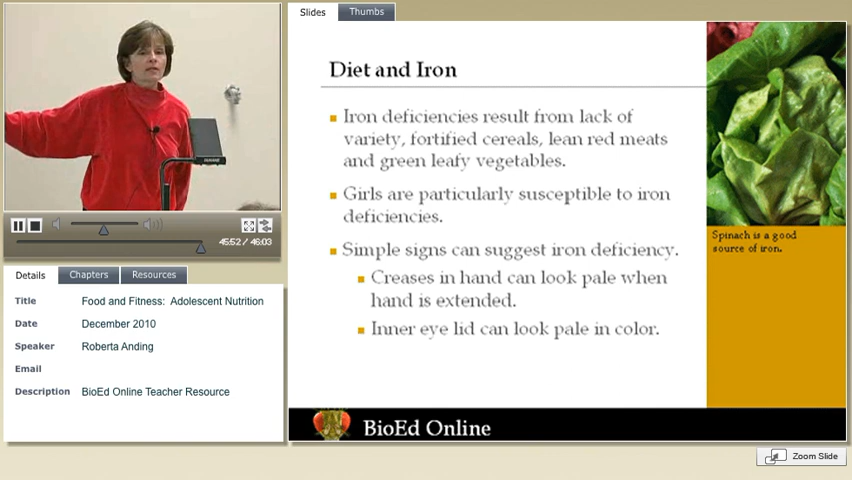 Slides
Thumbs
Diet and Iron
Iron deficiencies result from lack of
variety, fortified cereals, lean red meats
and green leafy vegetables.
Girls are particularly susceptible to iron
deficiencies.
Simple signs can suggest iron deficiency.
Creases in hand can look pale when
hand is extended.
Inner eye lid can look pale in color.
Spinach is a good
source of iron.
BioEd Online
45:52 / 46:03
Details
Chapters
Resources
Title Food and Fitness: Adolescent Nutrition
Date December 2010
Speaker Roberta Anding
Email
Description BioEd Online Teacher Resource
Zoom Slide